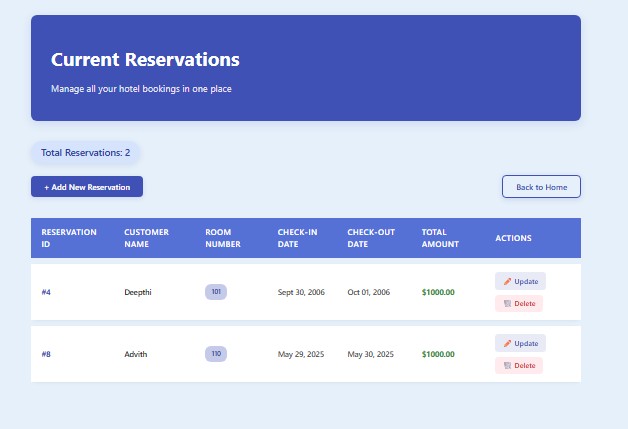 Current Reservations
Manage all your hotel bookings in one place
Total Reservations: 2
+ Add New Reservation
Back to Home
RESERVATION ID CUSTOMER NAME ROOM NUMBER CHECK-IN DATE CHECK-OUT DATE TOTAL AMOUNT ACTIONS
#4 Deepthi 101 Sept 30, 2006 Oct 01, 2006 $1000.00 Update
Delete
#8 Advith 110 May 29, 2025 May 30, 2025 $1000.00 Update
Delete